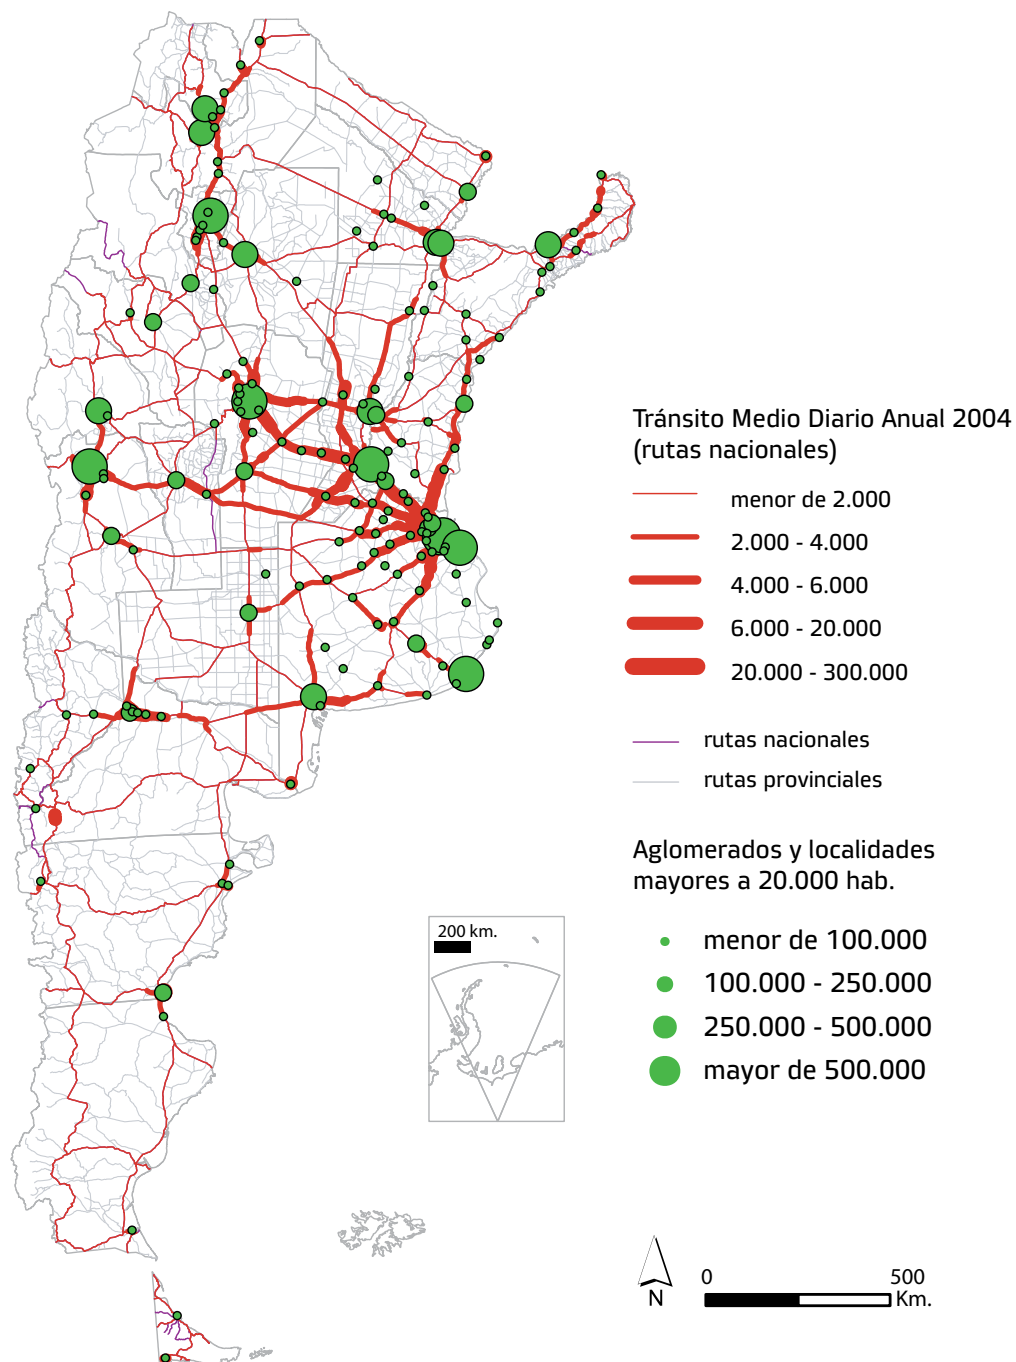 Tránsito Medio Diario Anual 2004
(rutas nacionales)
menor de 2.000
2.000 - 4.000
4.000 - 6.000
6.000 - 20.000
20.000 - 300.000
rutas nacionales
rutas provinciales
Aglomerados y localidades
mayores a 20.000 hab.
menor de 100.000
100.000 - 250.000
250.000 - 500.000
mayor de 500.000
200 km.
N
0 500
Km.